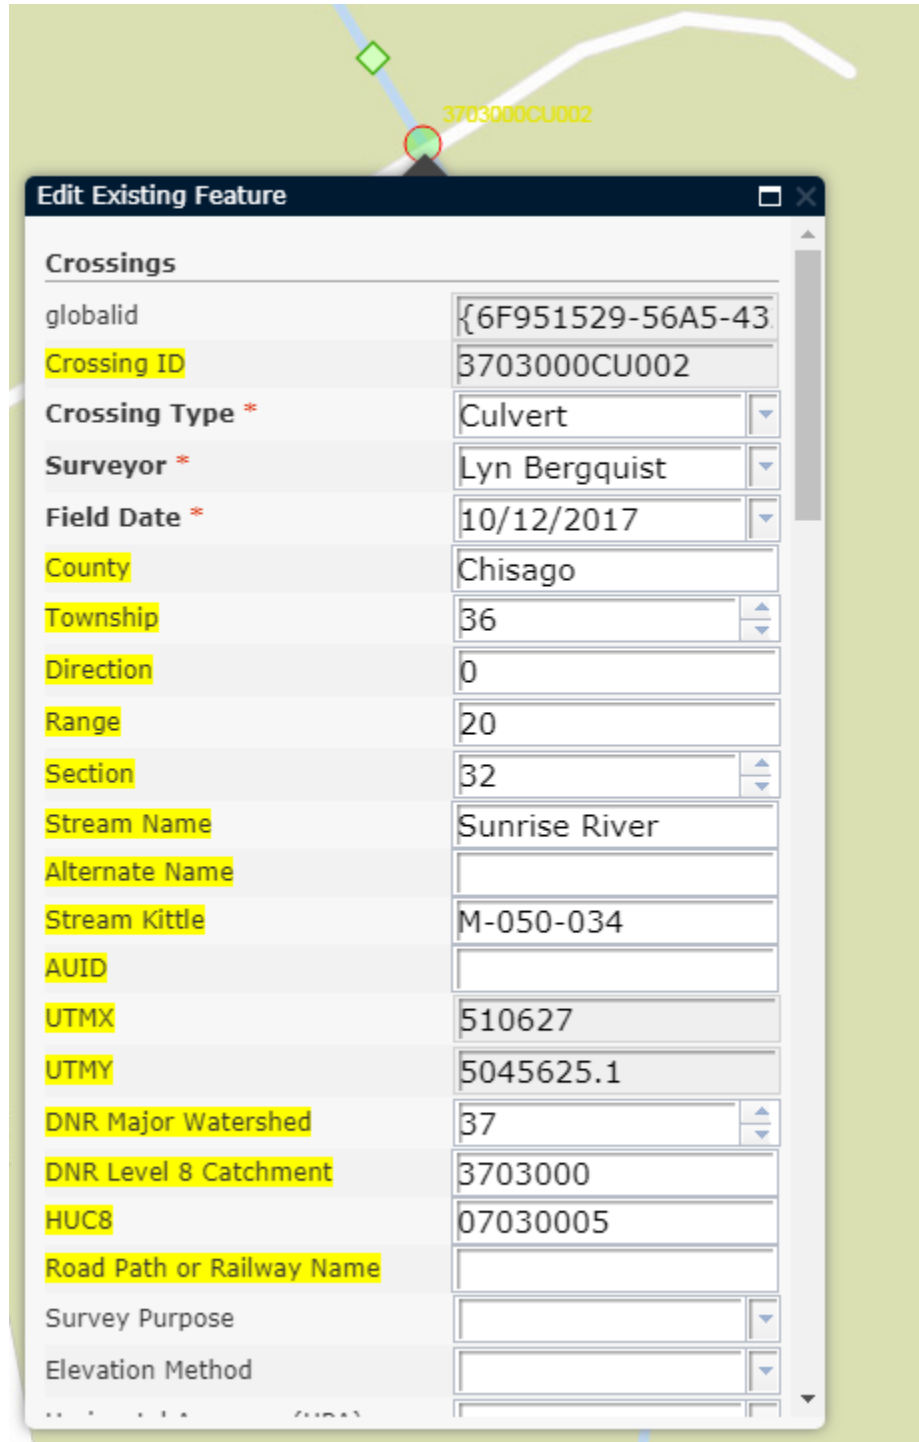 3703000CU002
Edit Existing Feature
Crossings
globalid {6F951529-56A5-43
Crossing ID 3703000CU002
Crossing Type * Culvert
Surveyor * Lyn Bergquist
Field Date * 10/12/2017
County Chisago
Township 36
Direction 0
Range 20
Section 32
Stream Name Sunrise River
Alternate Name
Stream Kittle M-050-034
AUID
UTMX 510627
UTMY 5045625.1
DNR Major Watershed 37
DNR Level 8 Catchment 3703000
HUC8 07030005
Road Path or Railway Name
Survey Purpose
Elevation Method